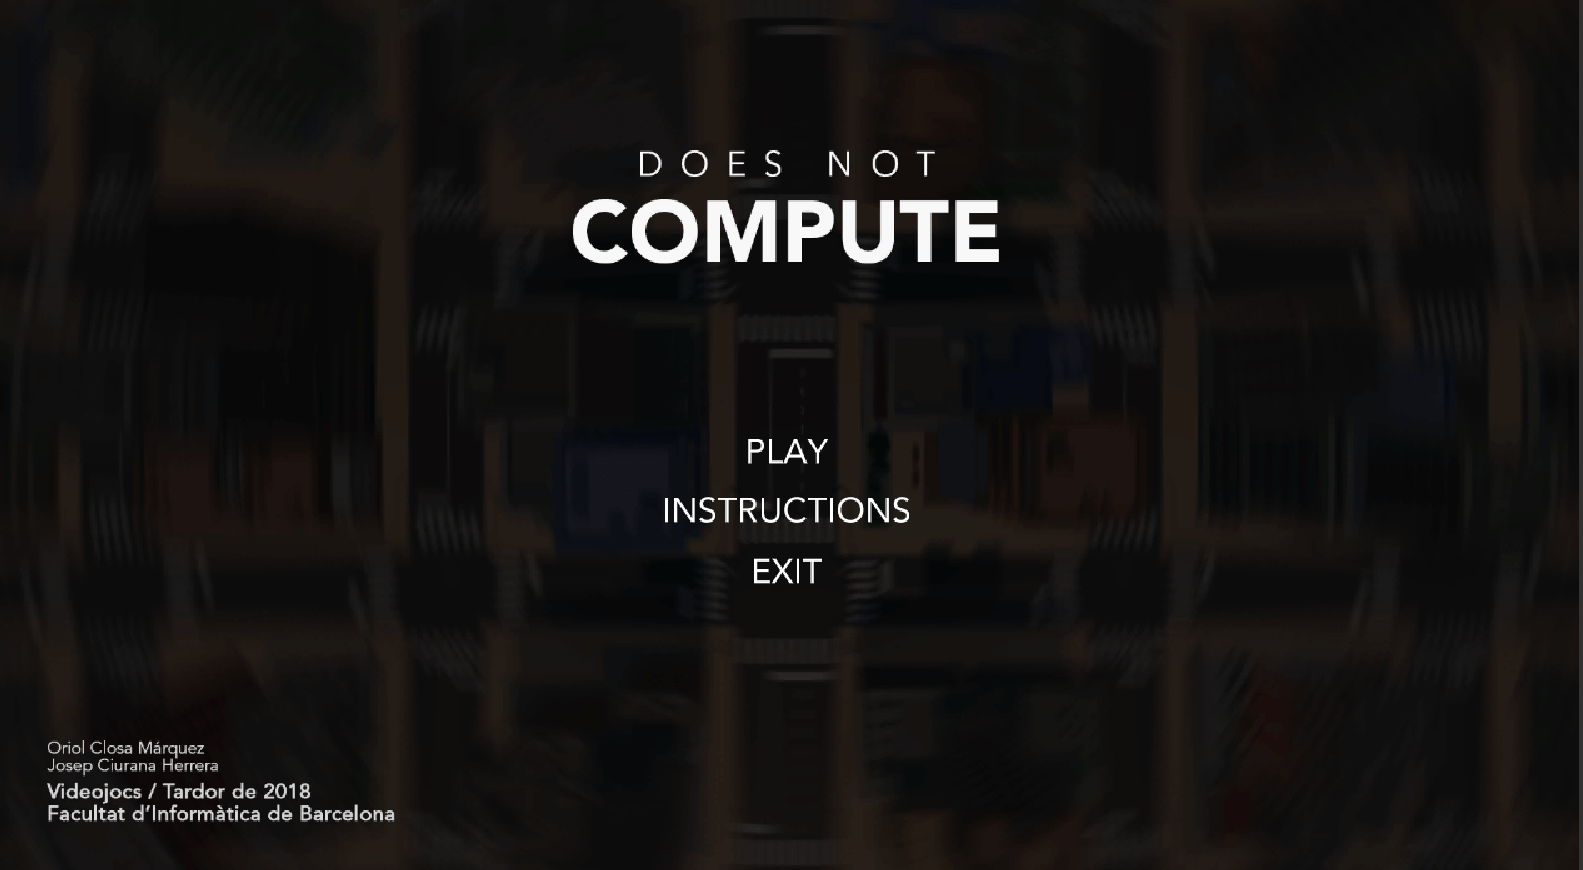 DOES NOT
COMPUTE
PLAY
INSTRUCTIONS
EXIT
Oriol Closa Márquez
Josep Ciurana Herrera
Videojocs / Tardor de 2018
Facultat d’Informàtica de Barcelona